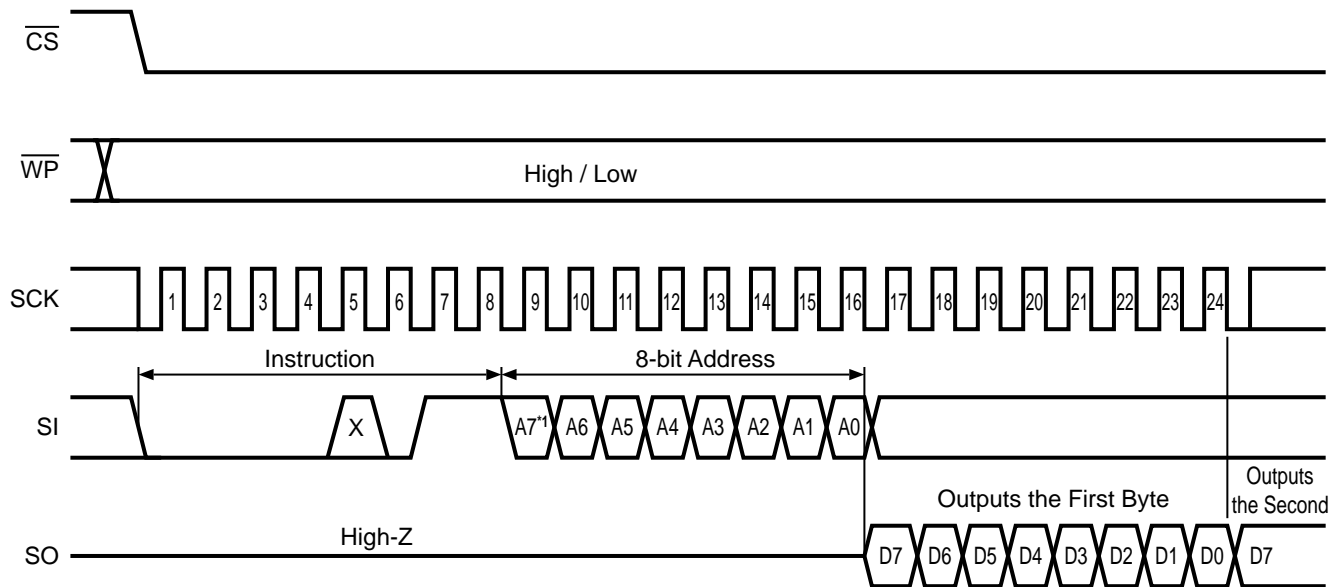 CS
WP
High / Low
SCK
1 2 3 4 5 6 7 8 9 10 11 12 13 14 15 16 17 18 19 20 21 22 23 24
Instruction
8-bit Address
SI
X
A7*1 A6 A5 A4 A3 A2 A1 A0
Outputs the First Byte
Outputs
the Second
High-Z
SO
D7 D6 D5 D4 D3 D2 D1 D0 D7